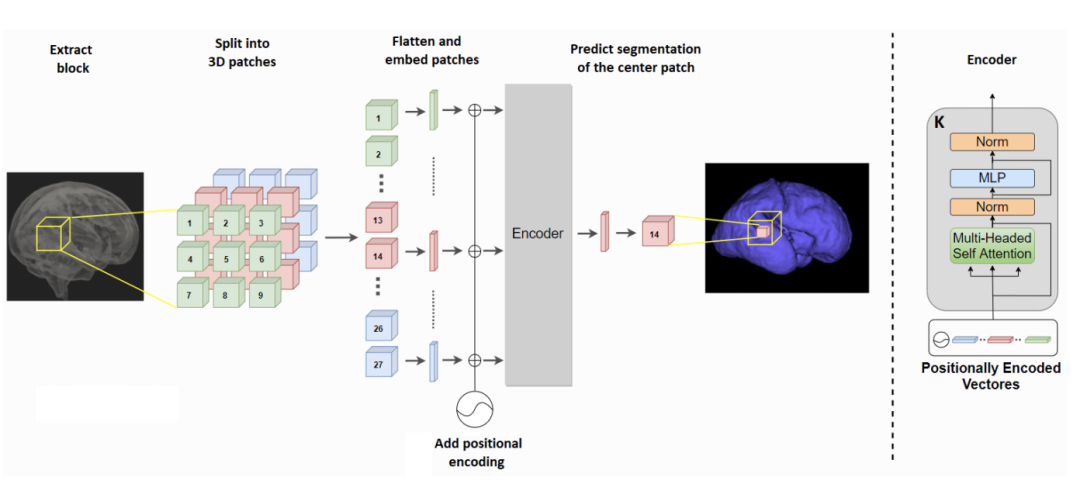 Extract
block
Split into
3D patches
Flatten and
embed patches
Predict segmentation
of the center patch
Encoder
1
2
3
4
5
6
7
8
9
1
2
13
14
26
27
Encoder
14
Add positional
encoding
K
Norm
MLP
Norm
Multi-Headed
Self Attention
Positionally Encoded
Vectores